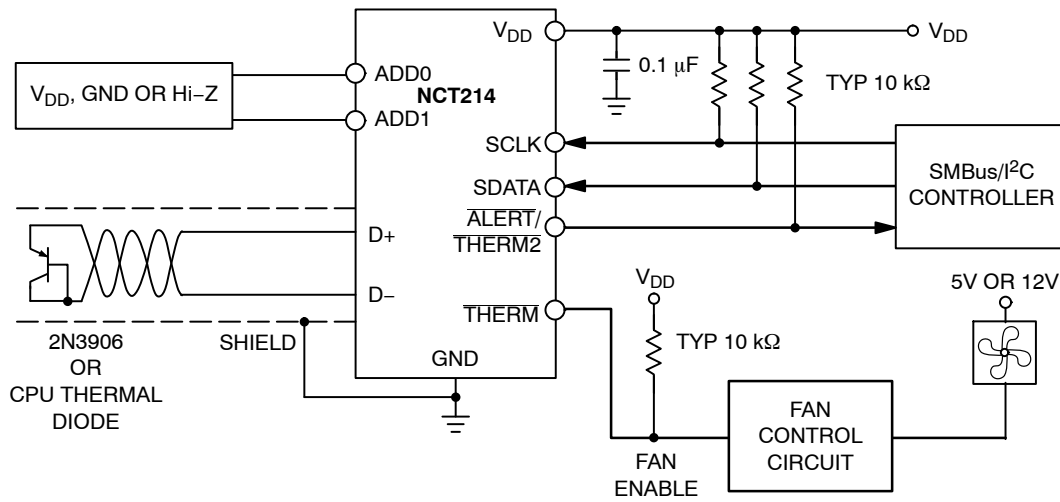 V_DD
V_DD
0.1 μF
TYP 10 kΩ
ADD0
NCT214
ADD1
V_DD, GND OR Hi−Z
SCLK
SDATA
ALERT/
THERM2
SMBus/I²C
CONTROLLER
D+
D−
THERM
V_DD
5V OR 12V
TYP 10 kΩ
SHIELD
GND
2N3906
OR
CPU THERMAL
DIODE
FAN
CONTROL
CIRCUIT
FAN
ENABLE